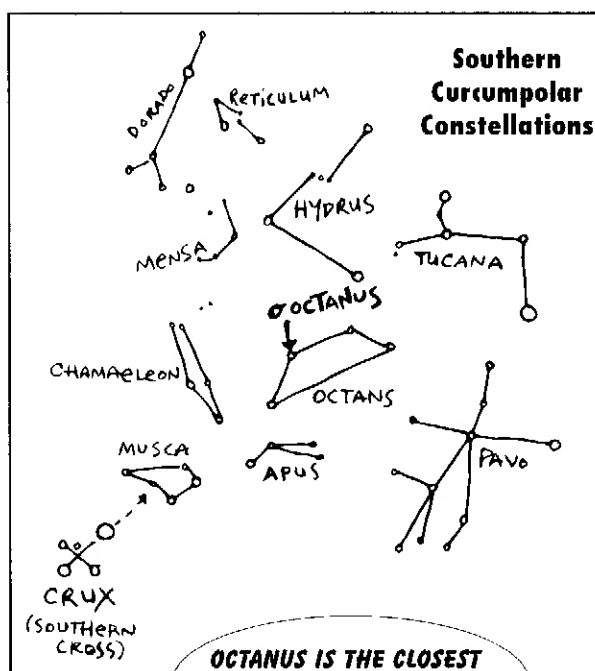 Southern
Curcumpolar
Constellations
DORADO
RETICULUM
HYDRUS
MENSA
TUCANA
σ OCTANUS
CHAMAELEON
OCTANS
MUSCA
APUS
PAVO
CRUX
(SOUTHERN
CROSS)
OCTANUS IS THE CLOSEST